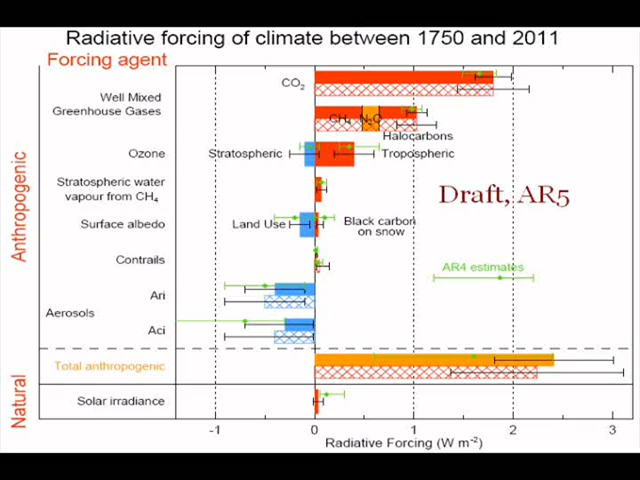 Radiative forcing of climate between 1750 and 2011
Forcing agent
CO₂
Well Mixed
Greenhouse Gases
CH₄ N₂O
Halocarbons
Ozone
Stratospheric
Tropospheric
Stratospheric water
vapour from CH₄
Draft, AR5
Surface albedo
Land Use
Black carbon
on snow
Contrails
AR4 estimates
Ari
Aerosols
Aci
Anthropogenic
Total anthropogenic
Natural
Solar irradiance
-1 0 1 2 3
Radiative Forcing (W m⁻²)